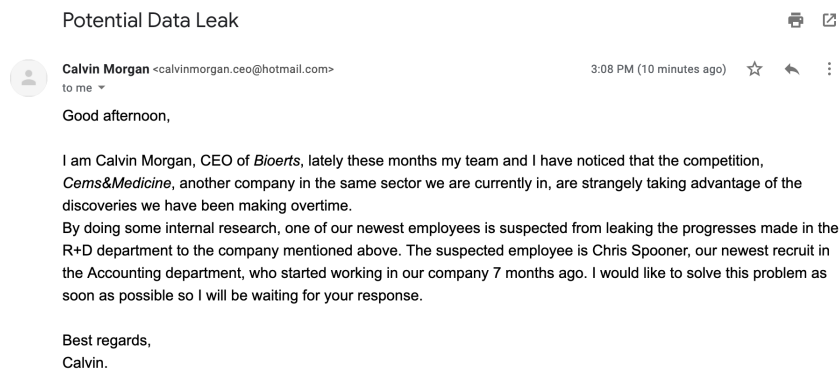 Potential Data Leak
Calvin Morgan <calvinmorgan.ceo@hotmail.com> 3:08 PM (10 minutes ago)
to me
Good afternoon,
I am Calvin Morgan, CEO of Bioerts, lately these months my team and I have noticed that the competition,
Cems&Medicine, another company in the same sector we are currently in, are strangely taking advantage of the
discoveries we have been making overtime.
By doing some internal research, one of our newest employees is suspected from leaking the progresses made in the
R+D department to the company mentioned above. The suspected employee is Chris Spooner, our newest recruit in
the Accounting department, who started working in our company 7 months ago. I would like to solve this problem as
soon as possible so I will be waiting for your response.
Best regards,
Calvin.